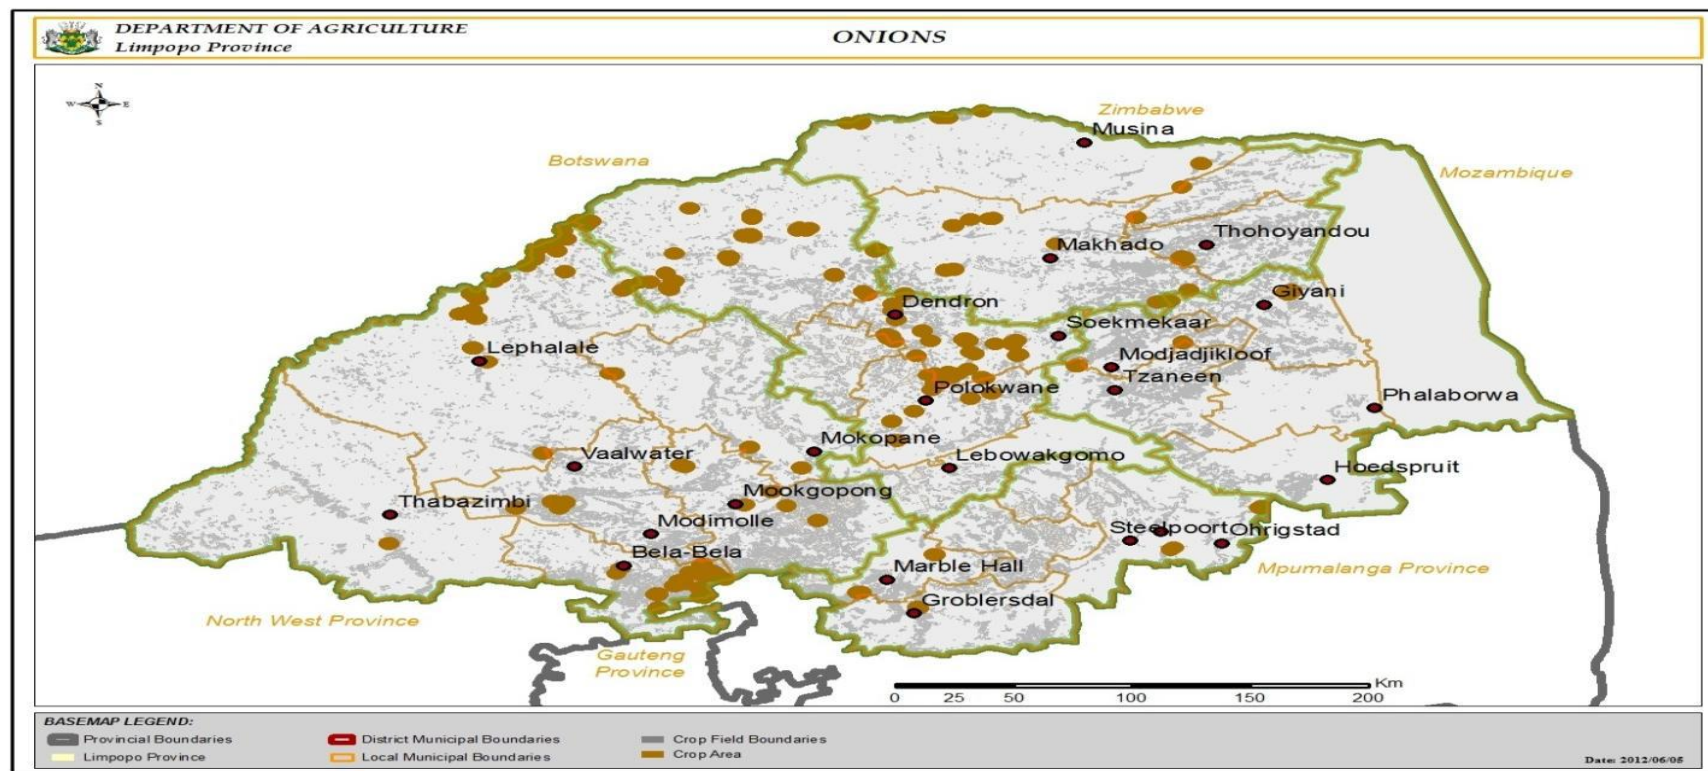 DEPARTMENT OF AGRICULTURE
Limpopo Province
ONIONS
N
W E
S
Zimbabwe
Musina
Botswana
Mozambique
Thohoyandou
Makhado
Giyani
Dendron
Soekmekaar
Lephalale
Modjadjikloof
Tzaneen
Polokwane
Phalaborwa
Mokopane
Vaalwater
Lebowakgomo
Hoedspruit
Mookgopong
Thabazimbi
Modimolle
Steelpoort
Ohrigstad
Bela-Bela
Marble Hall
Mpumalanga Province
Groblersdal
North West Province
Gauteng
Province
Km
0 25 50 100 150 200
BASEMAP LEGEND:
Provincial Boundaries
District Municipal Boundaries
Crop Field Boundaries
Limpopo Province
Local Municipal Boundaries
Crop Area
Date: 2012/06/05